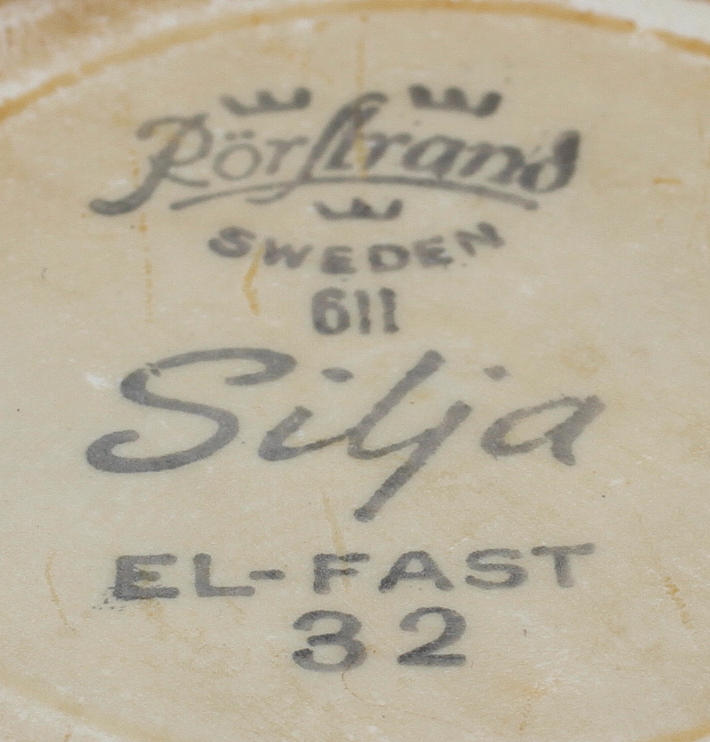 Rörstrand
SWEDEN
611
Silja
EL-FAST
32